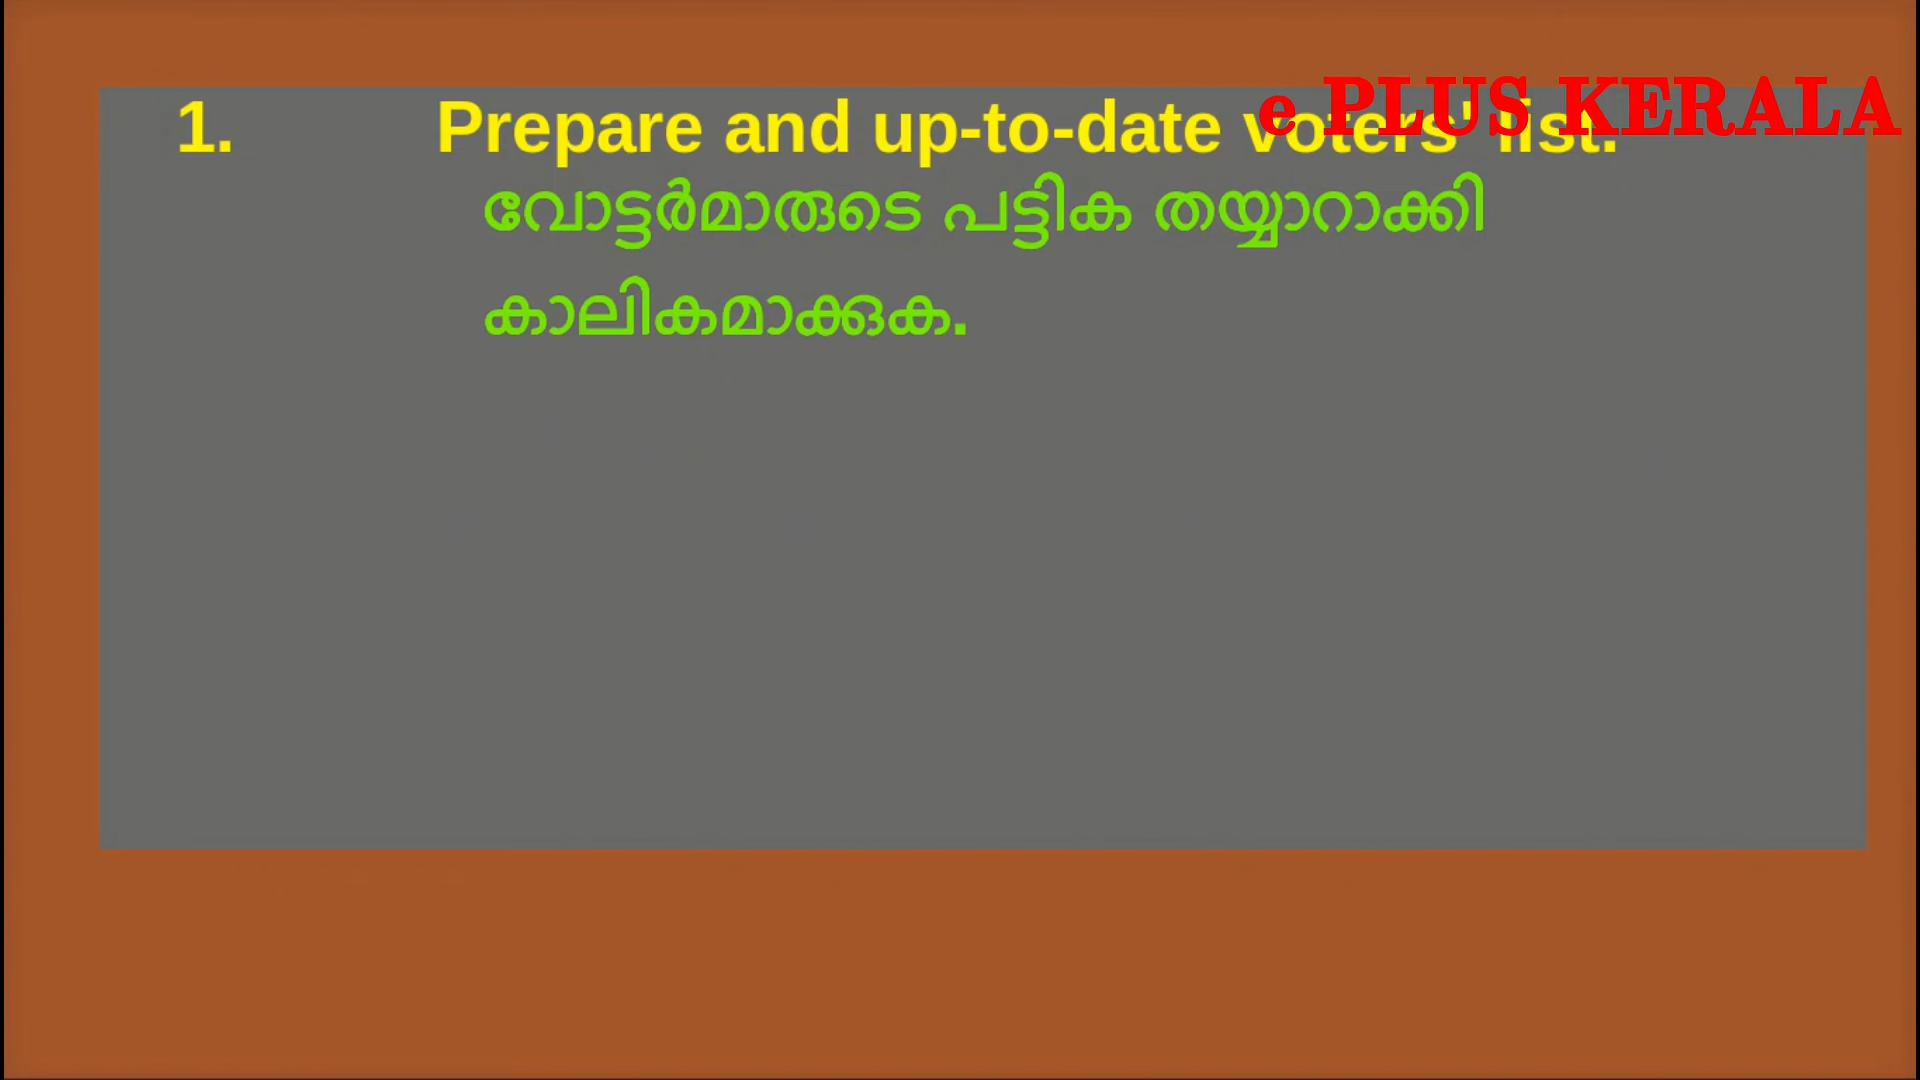 e PLUS KERALA
1. Prepare and up-to-date voters' list.
വോട്ടർമാരുടെ പട്ടിക തയ്യാറാക്കി
കാലികമാക്കുക.